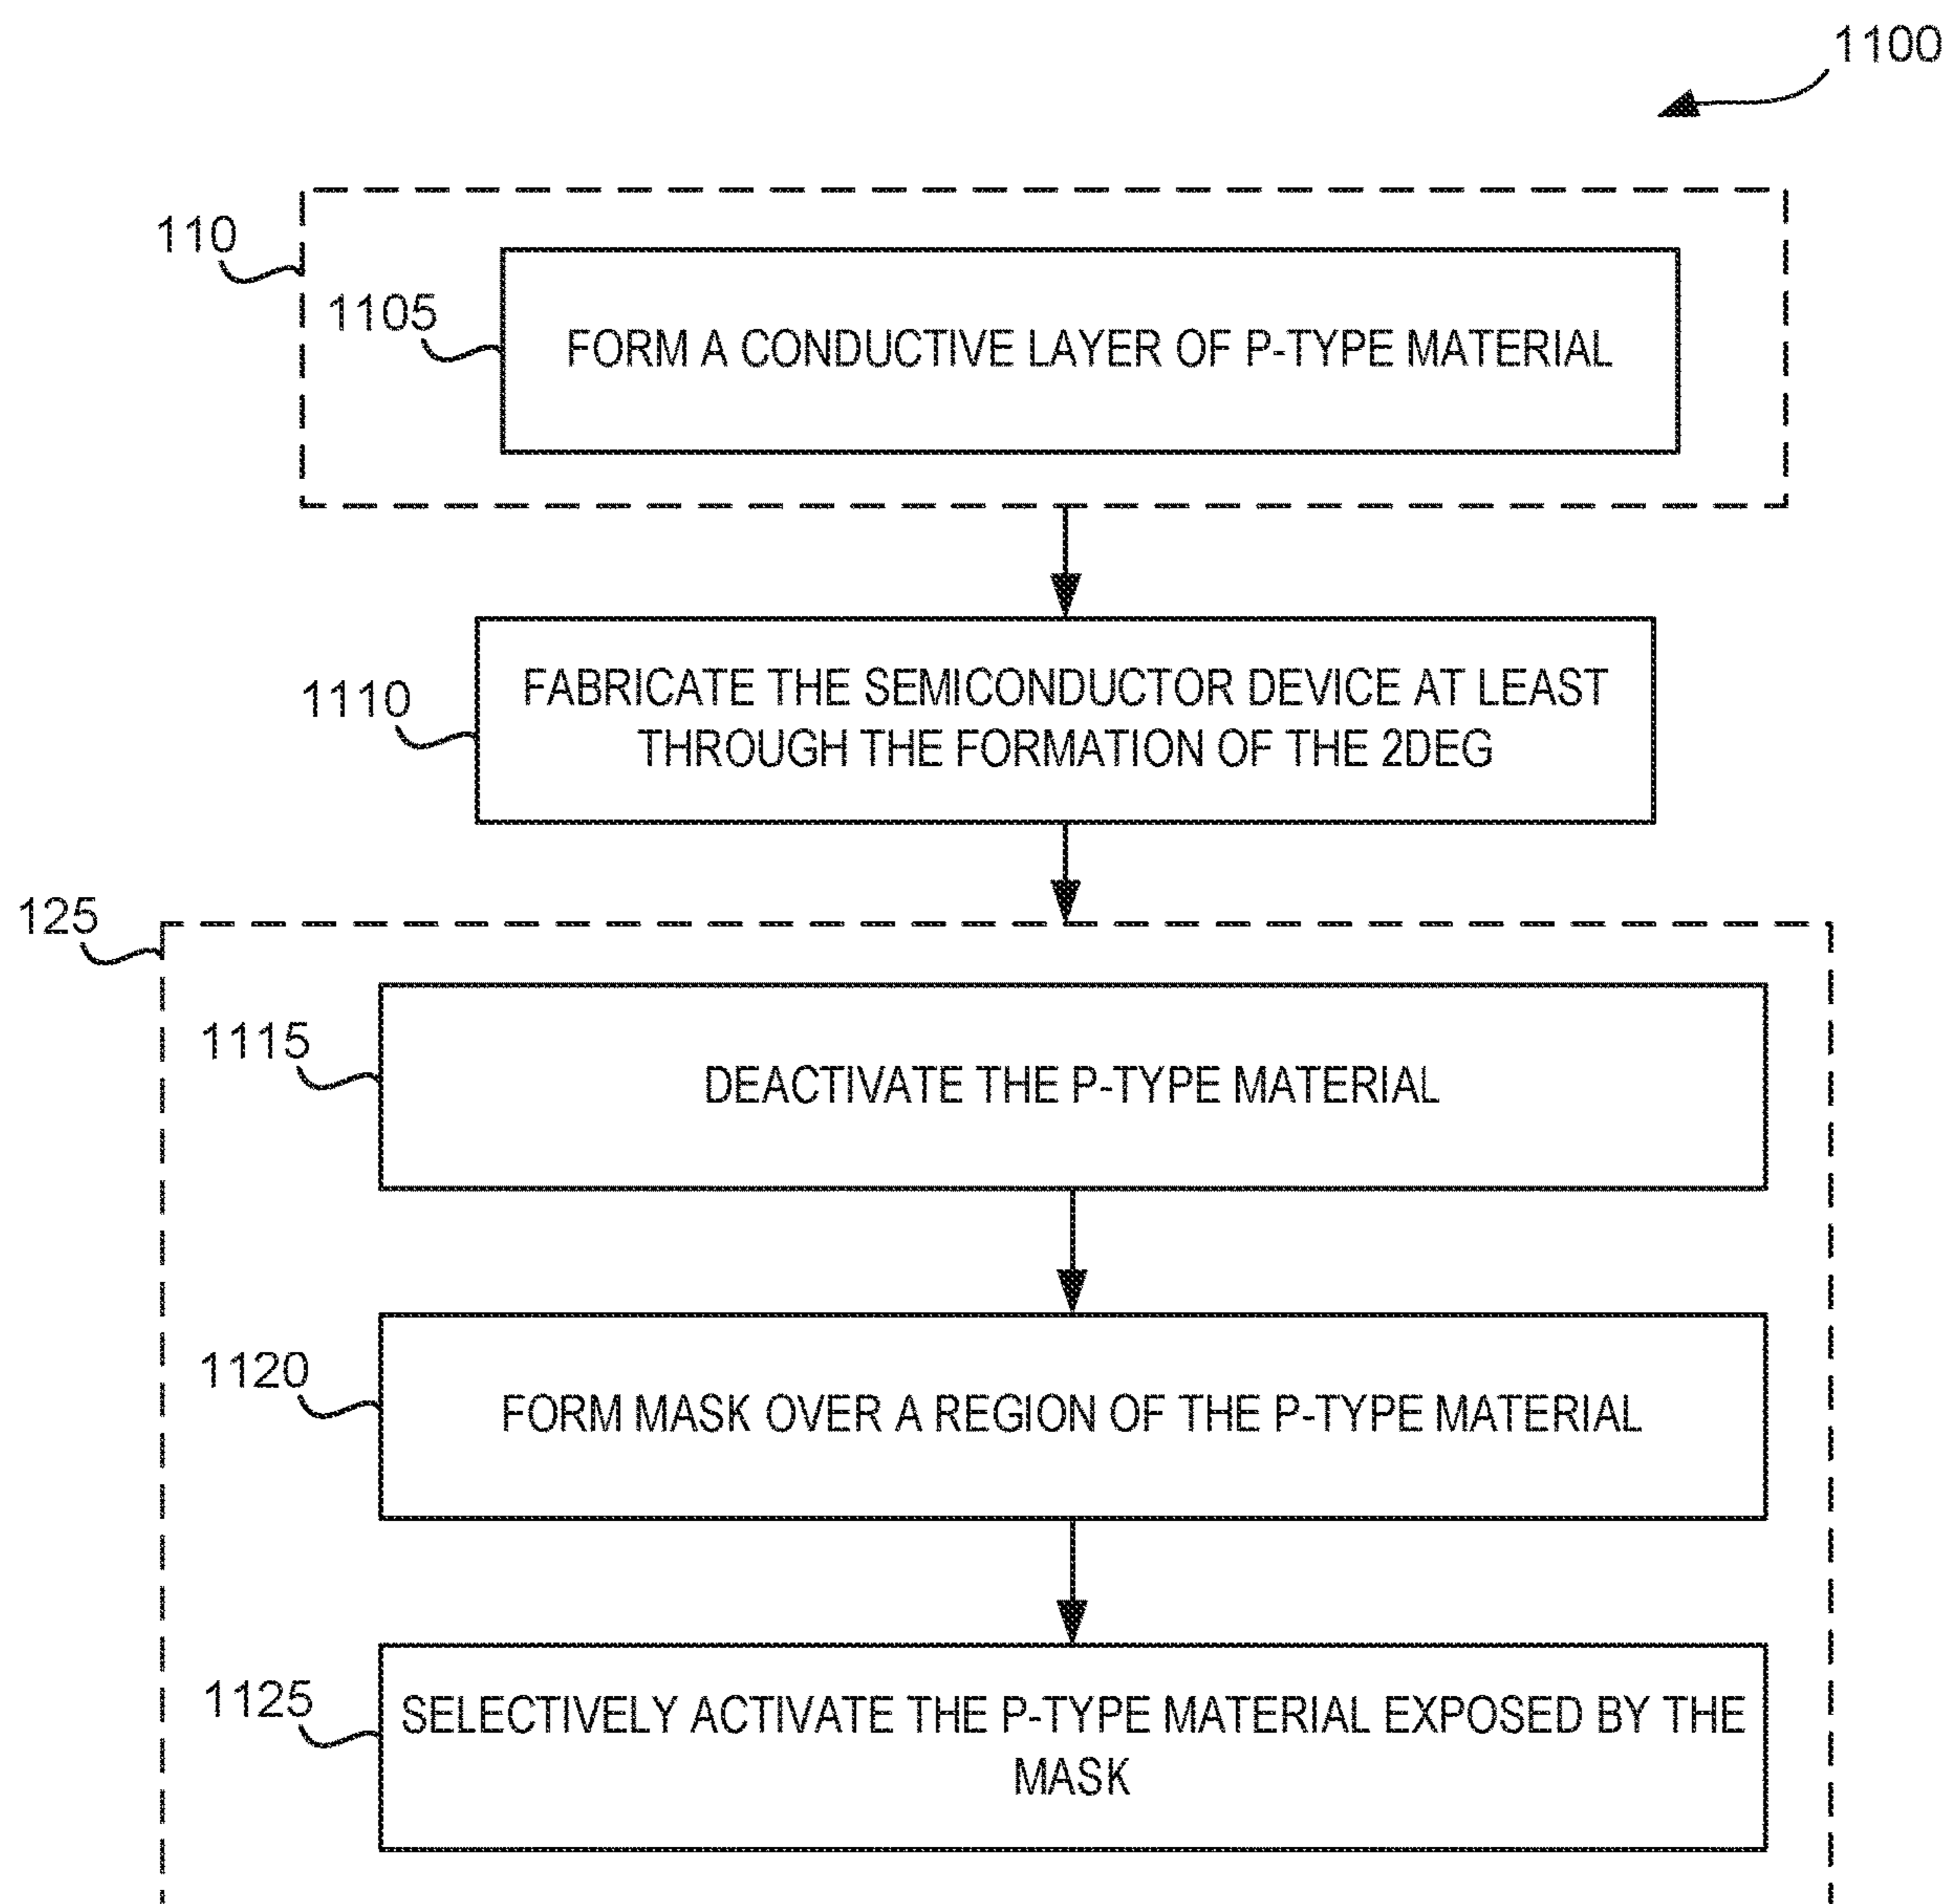 1100
110
1105
FORM A CONDUCTIVE LAYER OF P-TYPE MATERIAL
1110
FABRICATE THE SEMICONDUCTOR DEVICE AT LEAST
THROUGH THE FORMATION OF THE 2DEG
125
1115
DEACTIVATE THE P-TYPE MATERIAL
1120
FORM MASK OVER A REGION OF THE P-TYPE MATERIAL
1125
SELECTIVELY ACTIVATE THE P-TYPE MATERIAL EXPOSED BY THE
MASK